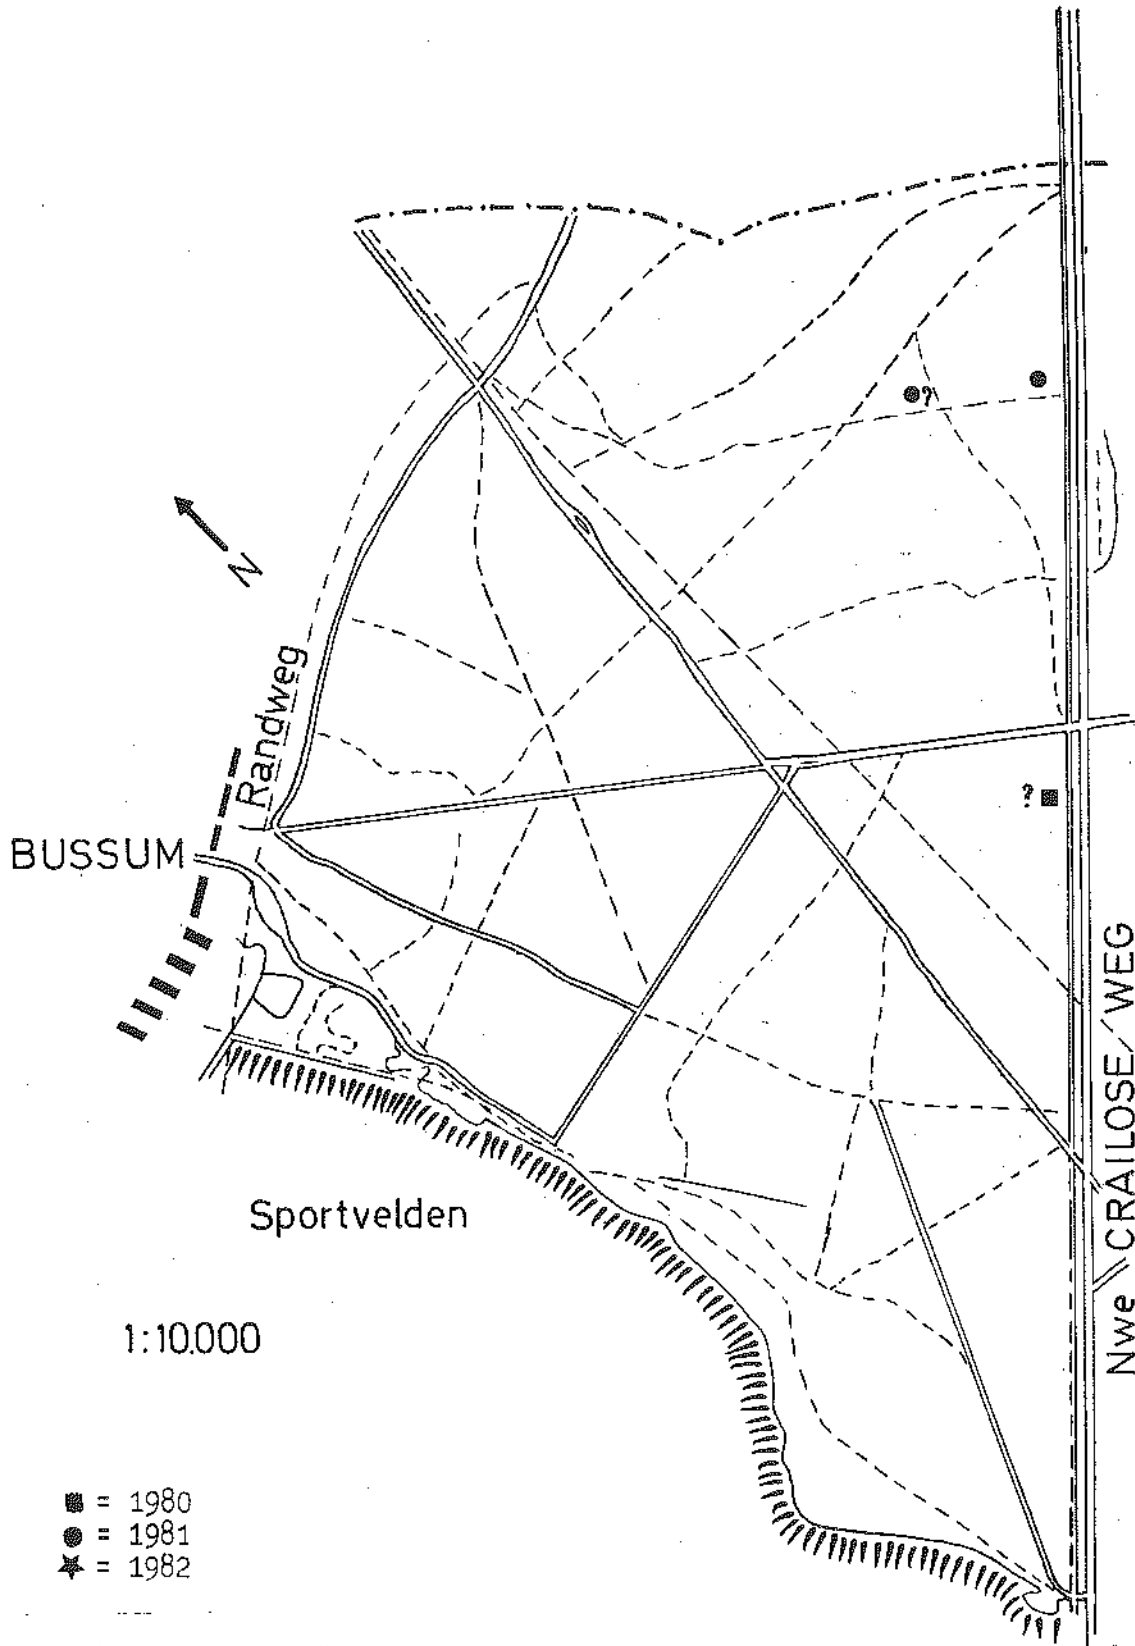 ?
N
Randweg
?
BUSSUM
Nwe CRAILOSE WEG
Sportvelden
1:10.000
■ = 1980
● = 1981
★ = 1982